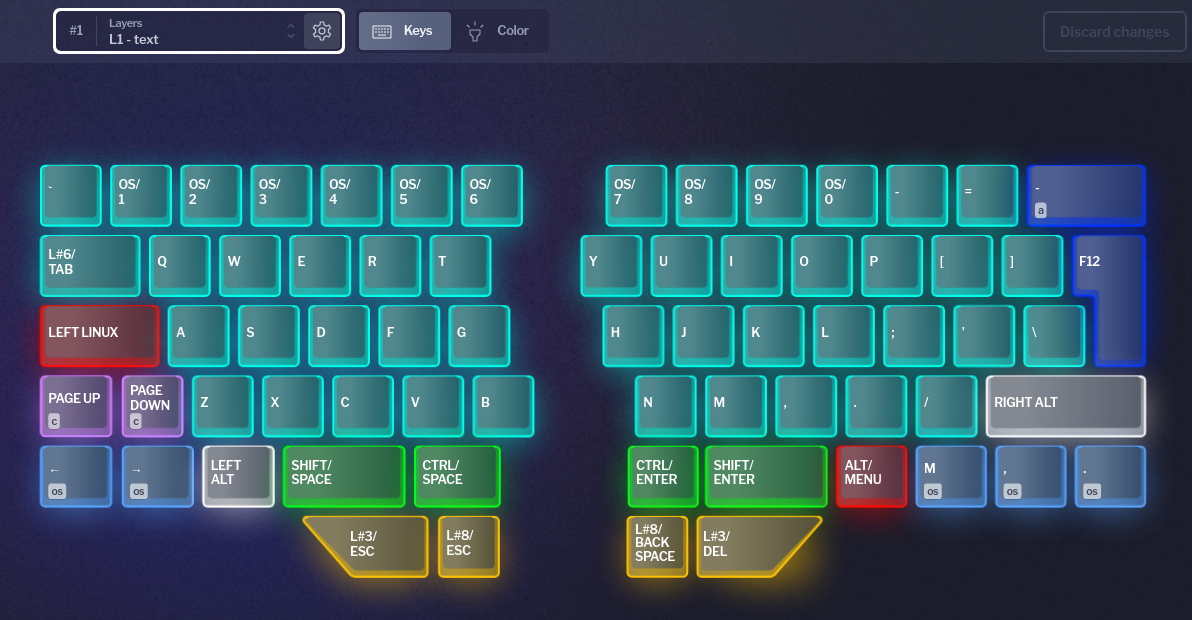 #1
Layers
L1 - text
Keys
Color
Discard changes
`
OS/
1
OS/
2
OS/
3
OS/
4
OS/
5
OS/
6
OS/
7
OS/
8
OS/
9
OS/
0
-
=
-
a
L#6/
TAB
Q
W
E
R
T
Y
U
I
O
P
[
]
F12
LEFT LINUX
A
S
D
F
G
H
J
K
L
;
'
\
PAGE UP
c
PAGE
DOWN
c
Z
X
C
V
B
N
M
,
.
/
RIGHT ALT
←
os
→
os
LEFT
ALT
SHIFT/
SPACE
CTRL/
SPACE
CTRL/
ENTER
SHIFT/
ENTER
ALT/
MENU
M
os
,
os
.
os
L#3/
ESC
L#8/
ESC
L#8/
BACK
SPACE
L#3/
DEL